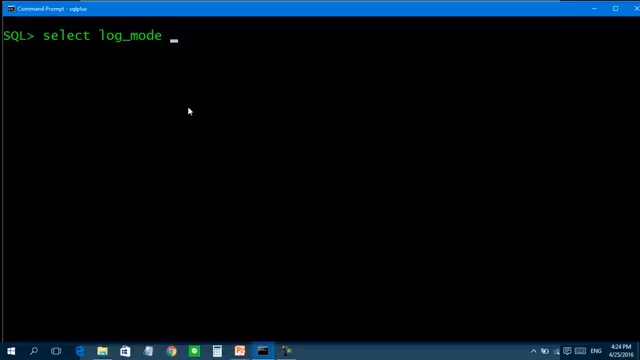 Command Prompt - sqlplus
SQL> select log_mode _
4:24 PM
ENG
4/25/2016